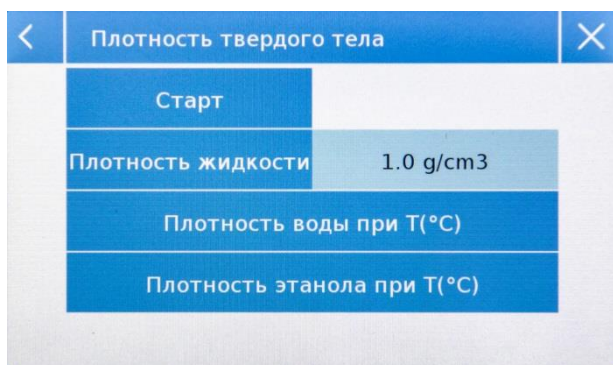 Плотность твердого тела
Старт
Плотность жидкости 1.0 g/cm3
Плотность воды при T(°C)
Плотность этанола при T(°C)